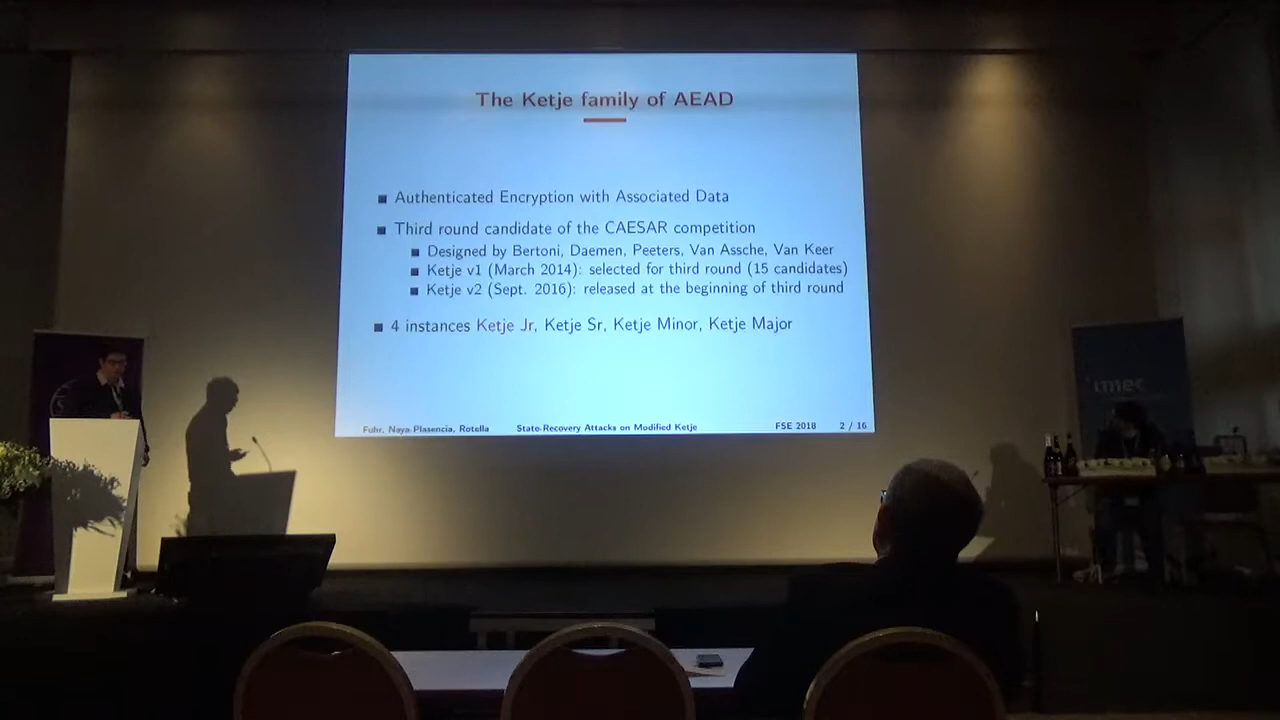 The Ketje family of AEAD
Authenticated Encryption with Associated Data
Third round candidate of the CAESAR competition
Designed by Bertoni, Daemen, Peeters, Van Assche, Van Keer
Ketje v1 (March 2014): selected for third round (15 candidates)
Ketje v2 (Sept. 2016): released at the beginning of third round
4 instances Ketje Jr, Ketje Sr, Ketje Minor, Ketje Major
Fuhr, Naya-Plasencia, Rotella State-Recovery Attacks on Modified Ketje FSE 2018 2 / 16
imec